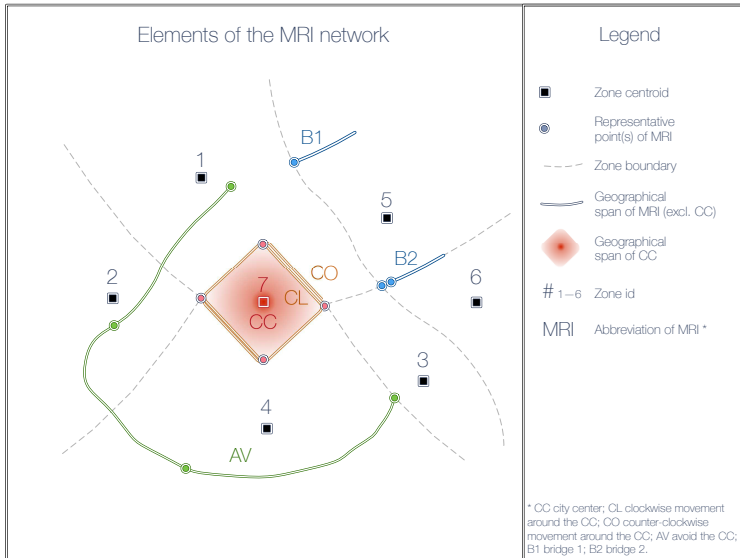 Elements of the MRI network
B1
1
5
2
CO
B2
7
CL
6
CC
3
4
AV
Legend
Zone centroid
Representative
point(s) of MRI
Zone boundary
Geographical
span of MRI (excl. CC)
Geographical
span of CC
# 1–6 Zone id
MRI Abbreviation of MRI *
* CC city center; CL clockwise movement
around the CC; CO counter-clockwise
movement around the CC; AV avoid the CC;
B1 bridge 1; B2 bridge 2.